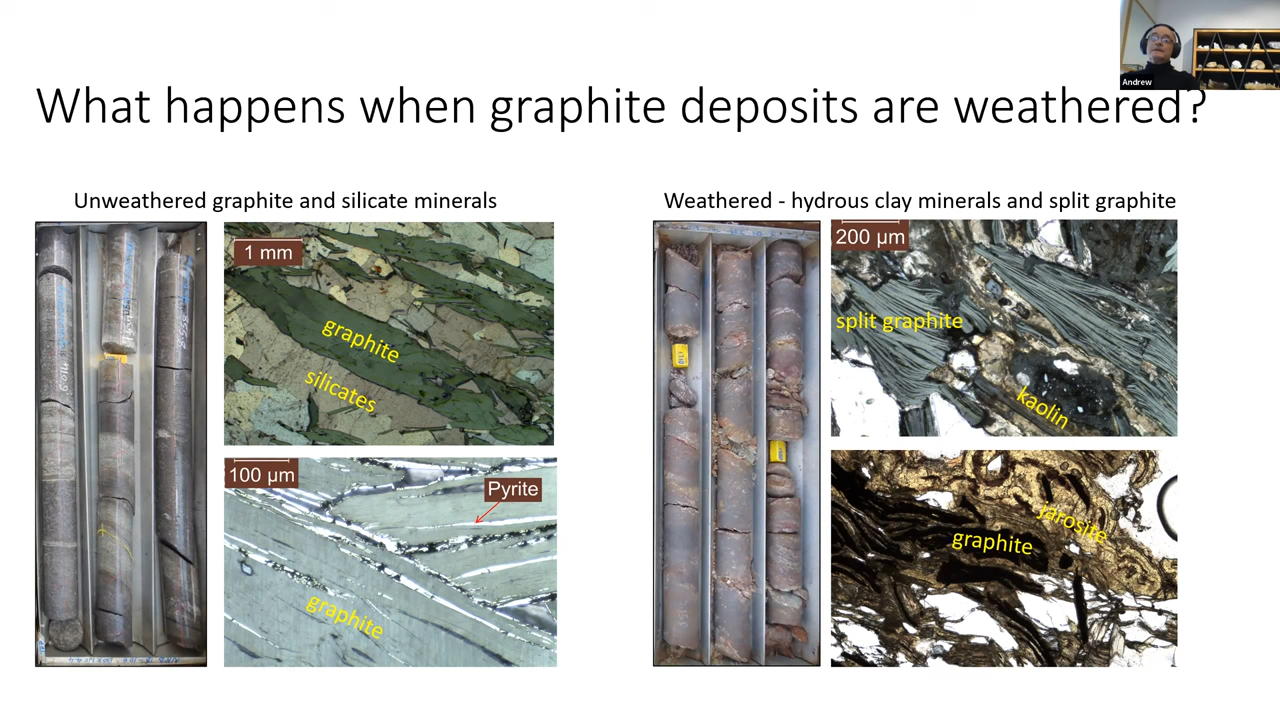 Andrew
What happens when graphite deposits are weathered?
Unweathered graphite and silicate minerals
1 mm
graphite
silicates
100 µm
Pyrite
graphite
Weathered - hydrous clay minerals and split graphite
200 µm
split graphite
kaolin
jarosite
graphite